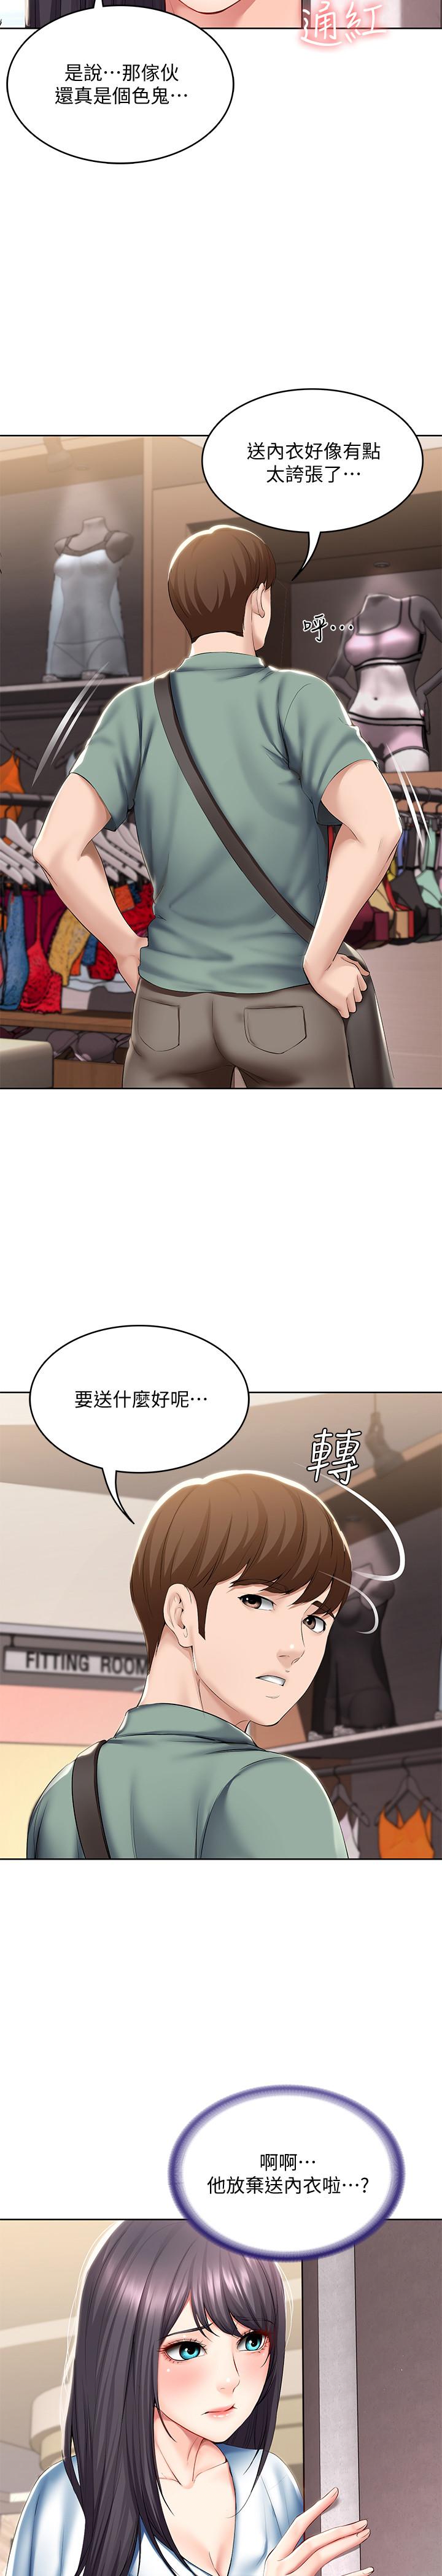 通紅
是說⋯那傢伙
還真是個色鬼⋯
送內衣好像有點
太誇張了⋯
呼⋯
要送什麼好呢⋯
轉
FITTING ROOM
啊啊⋯
他放棄送內衣啦⋯?